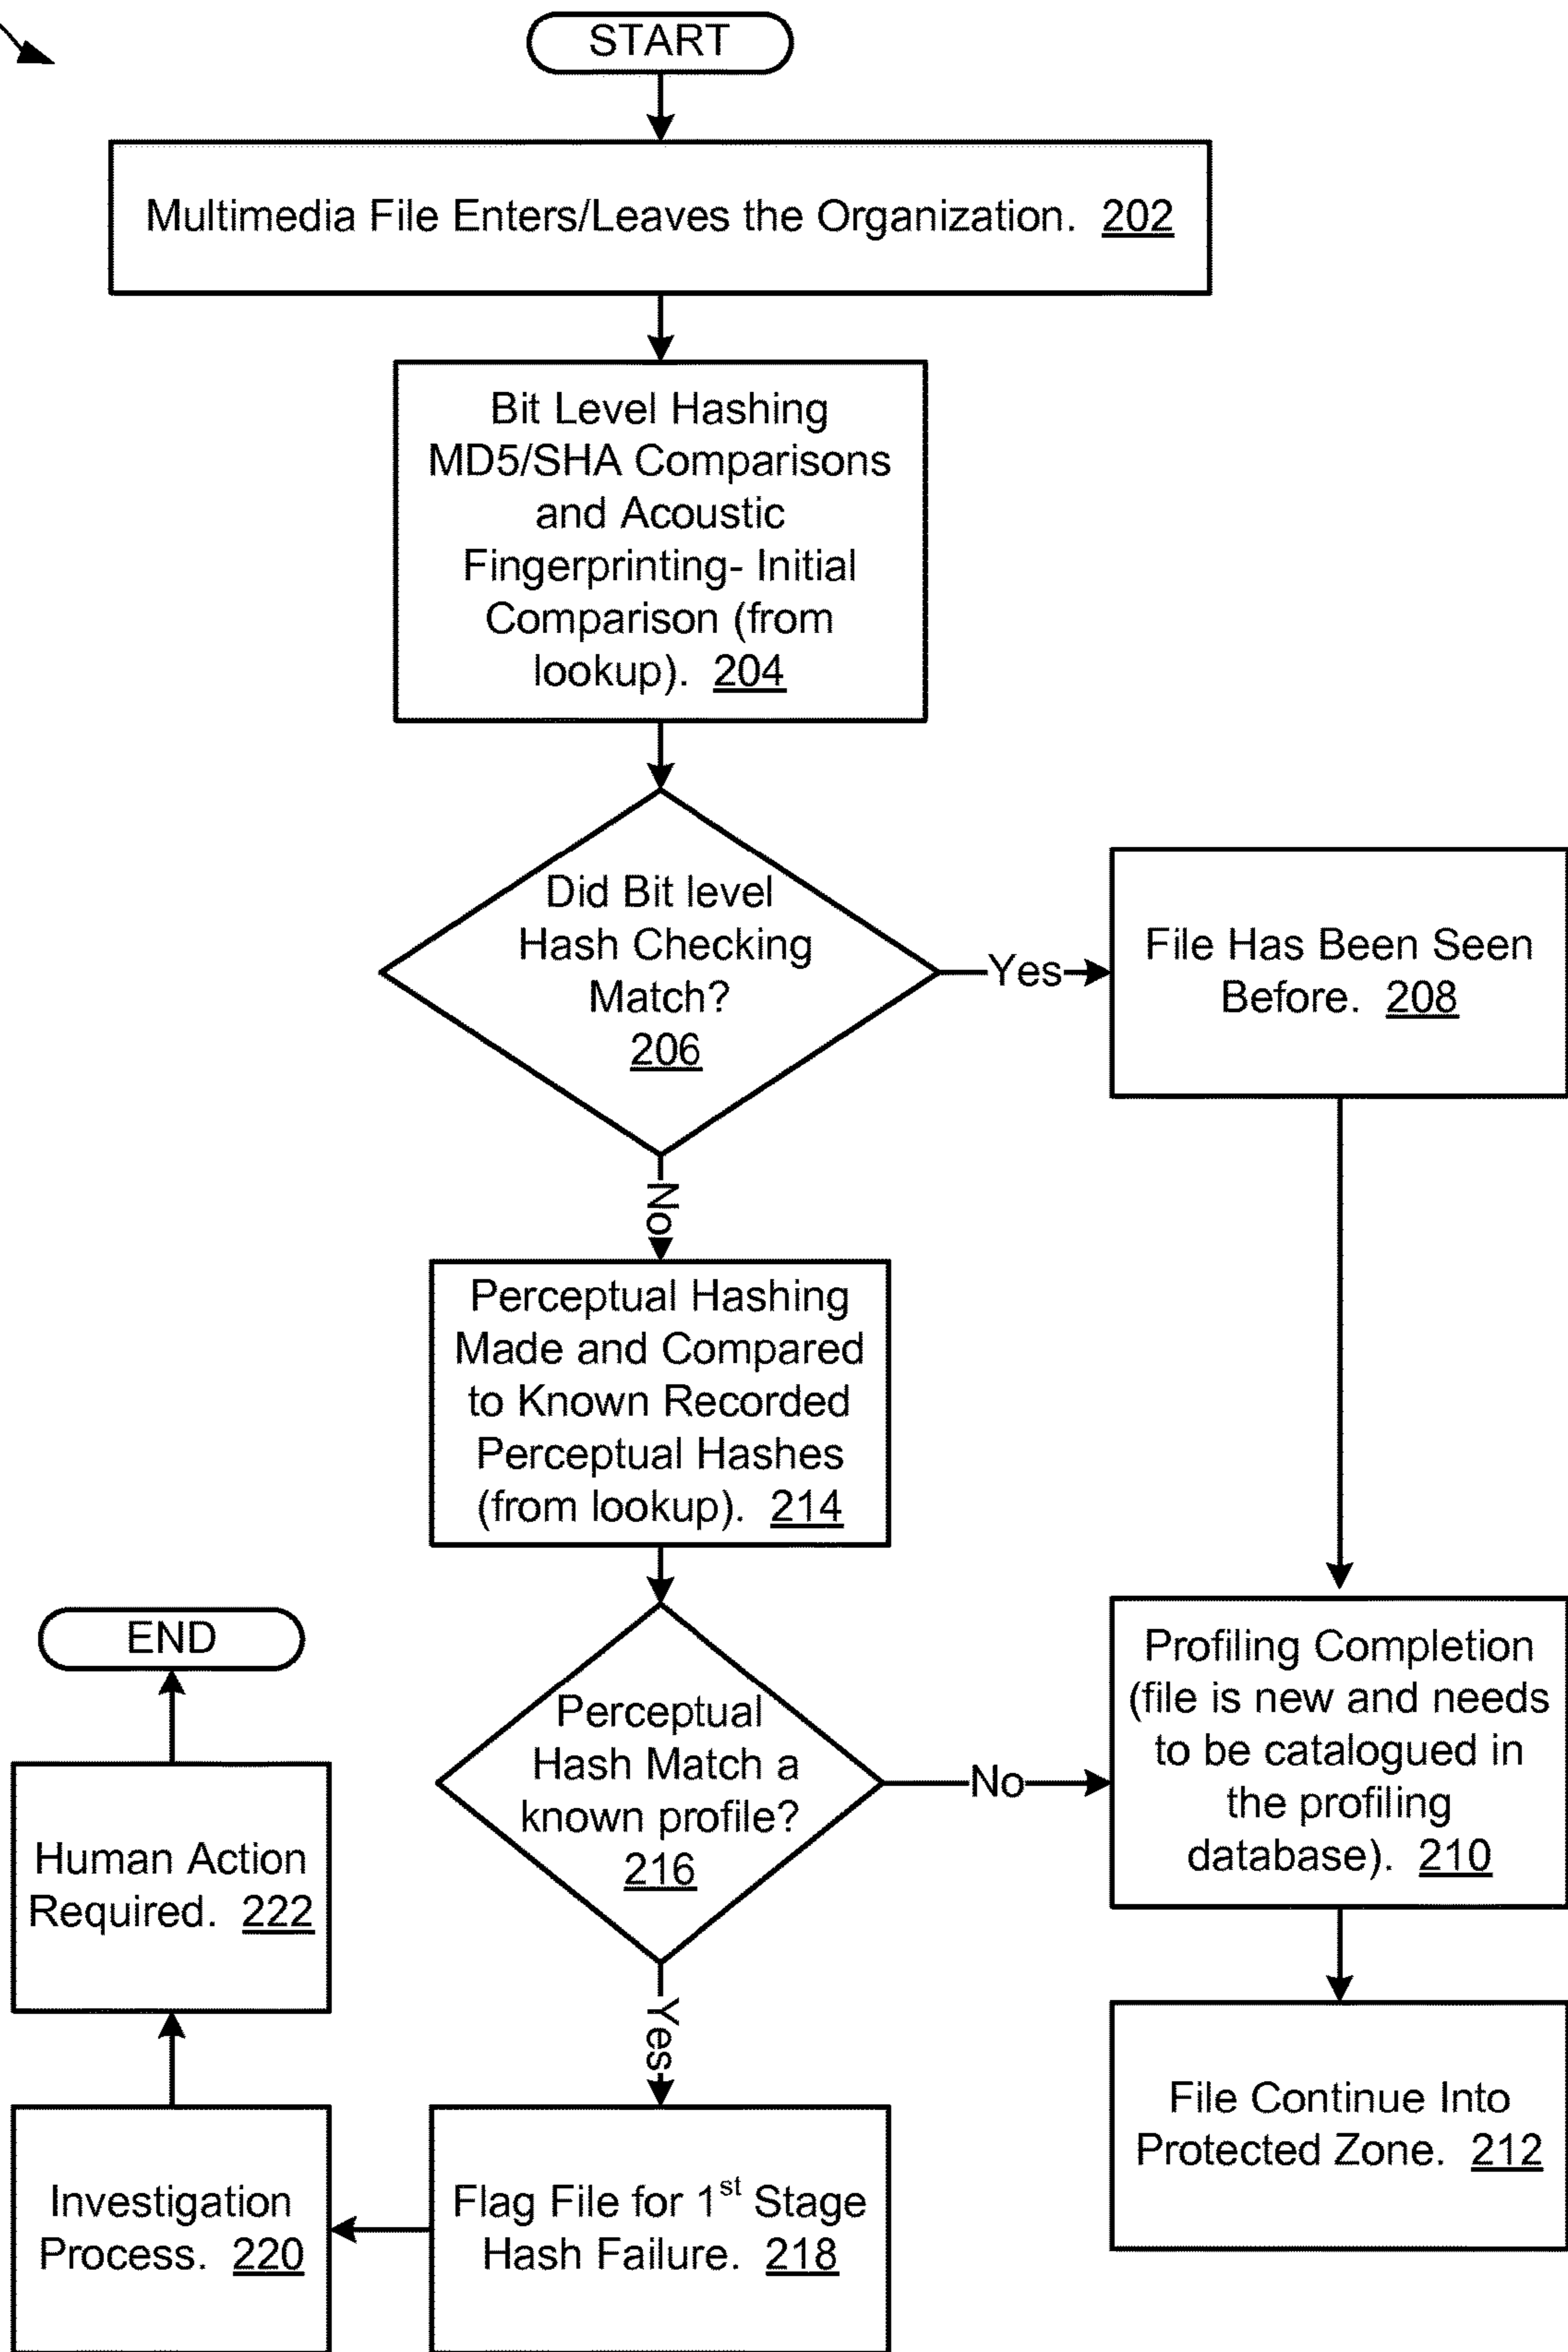 START
Multimedia File Enters/Leaves the Organization. 202
Bit Level Hashing
MD5/SHA Comparisons
and Acoustic
Fingerprinting- Initial
Comparison (from
lookup). 204
Did Bit level
Hash Checking
Match?
206
Yes
File Has Been Seen
Before. 208
No
Perceptual Hashing
Made and Compared
to Known Recorded
Perceptual Hashes
(from lookup). 214
Perceptual
Hash Match a
known profile?
216
No
Profiling Completion
(file is new and needs
to be catalogued in
the profiling
database). 210
File Continue Into
Protected Zone. 212
Yes
Flag File for 1st Stage
Hash Failure. 218
Investigation
Process. 220
Human Action
Required. 222
END